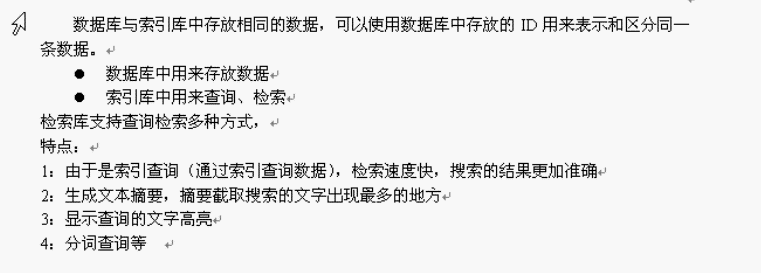 数据库与索引库中存放相同的数据，可以使用数据库中存放的 ID 用来表示和区分同一
条数据。
● 数据库中用来存放数据
● 索引库中用来查询、检索
检索库支持查询检索多种方式，
特点：
1：由于是索引查询（通过索引查询数据），检索速度快，搜索的结果更加准确
2：生成文本摘要，摘要截取搜索的文字出现最多的地方
3：显示查询的文字高亮
4：分词查询等